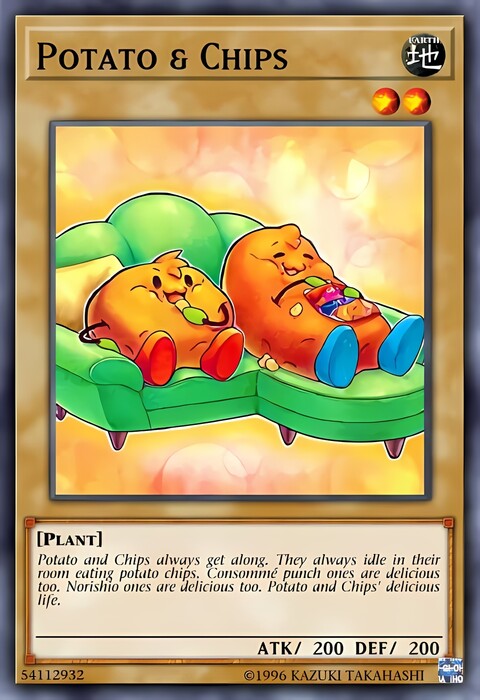 POTATO & CHIPS
EARTH
地
[PLANT]
Potato and Chips always get along. They always idle in their
room eating potato chips. Consommé punch ones are delicious
too. Norishio ones are delicious too. Potato and Chips' delicious
life.
ATK/ 200 DEF/ 200
54112932
©1996 KAZUKI TAKAHASHI